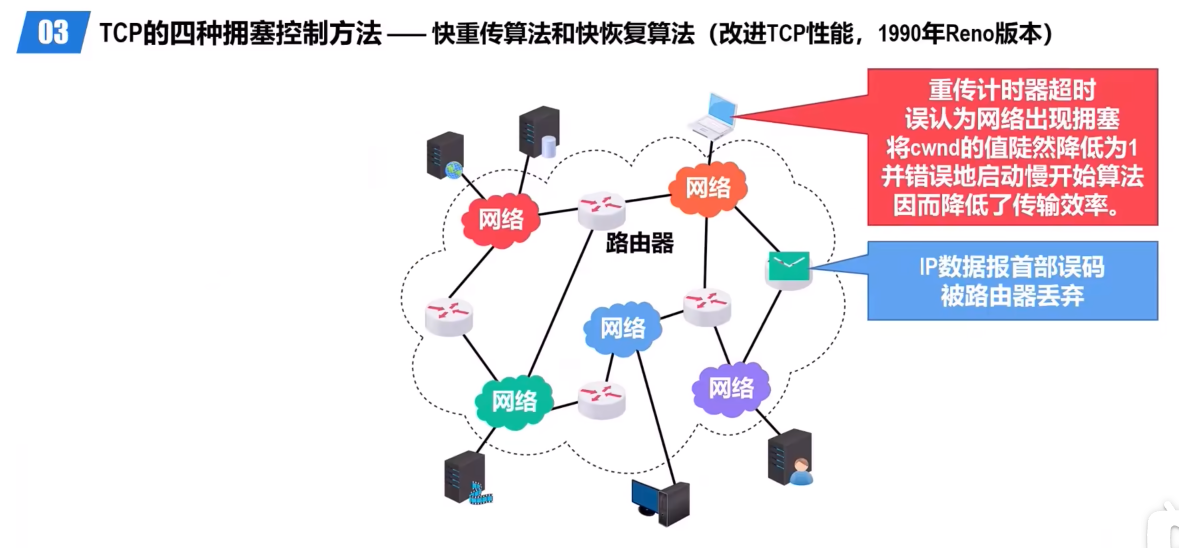 03 TCP的四种拥塞控制方法 —— 快重传算法和快恢复算法（改进TCP性能，1990年Reno版本）
重传计时器超时
误认为网络出现拥塞
将cwnd的值陡然降低为1
并错误地启动慢开始算法
因而降低了传输效率。
网络
网络
路由器
IP数据报首部误码
被路由器丢弃
网络
网络
网络